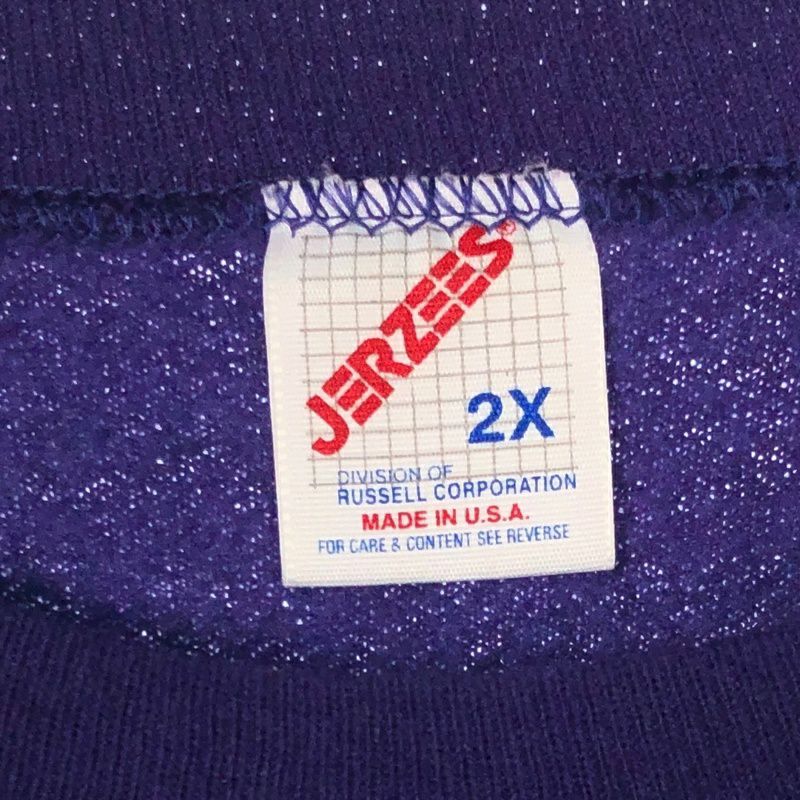 JERZEES®
2X
DIVISION OF
RUSSELL CORPORATION
MADE IN U.S.A.
FOR CARE & CONTENT SEE REVERSE